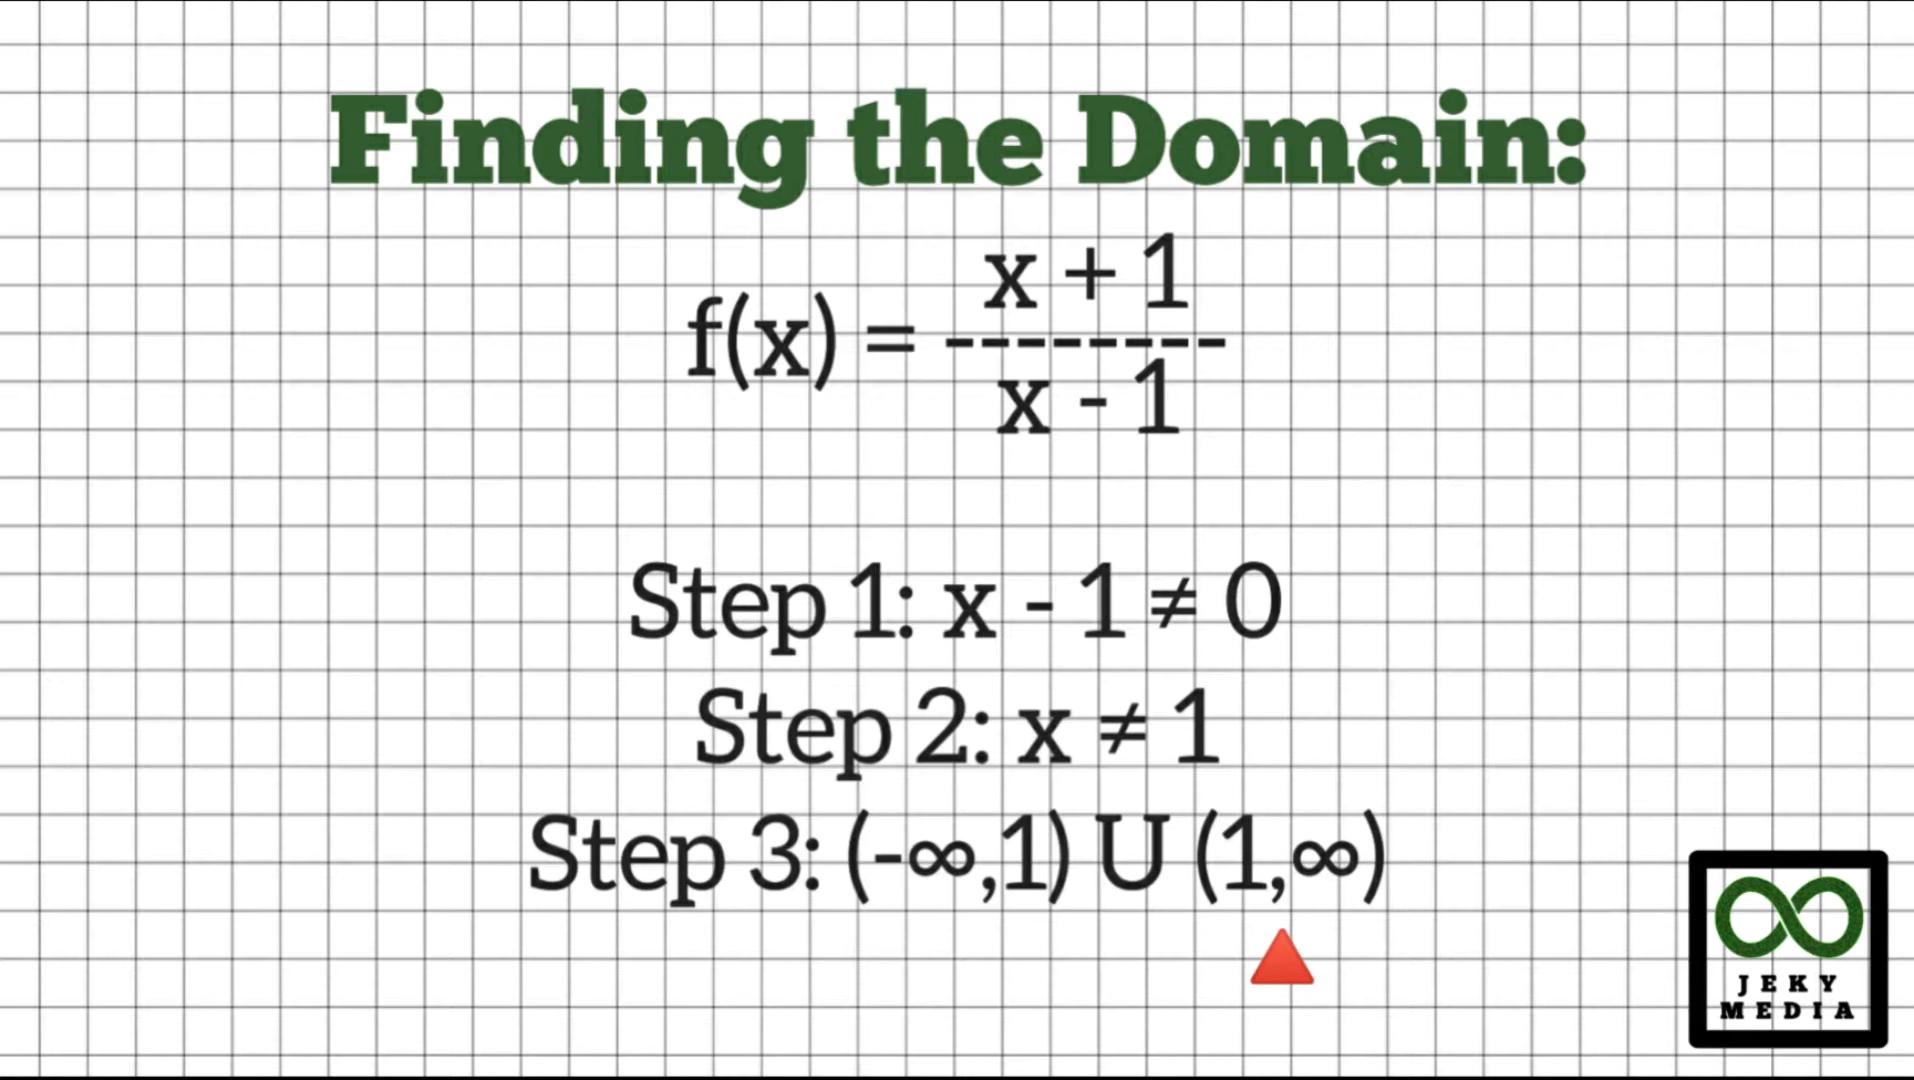 Finding the Domain:
x + 1
f(x) = --------
x - 1
Step 1: x - 1 ≠ 0
Step 2: x ≠ 1
Step 3: (-∞,1) U (1,∞)
JEKY
MEDIA